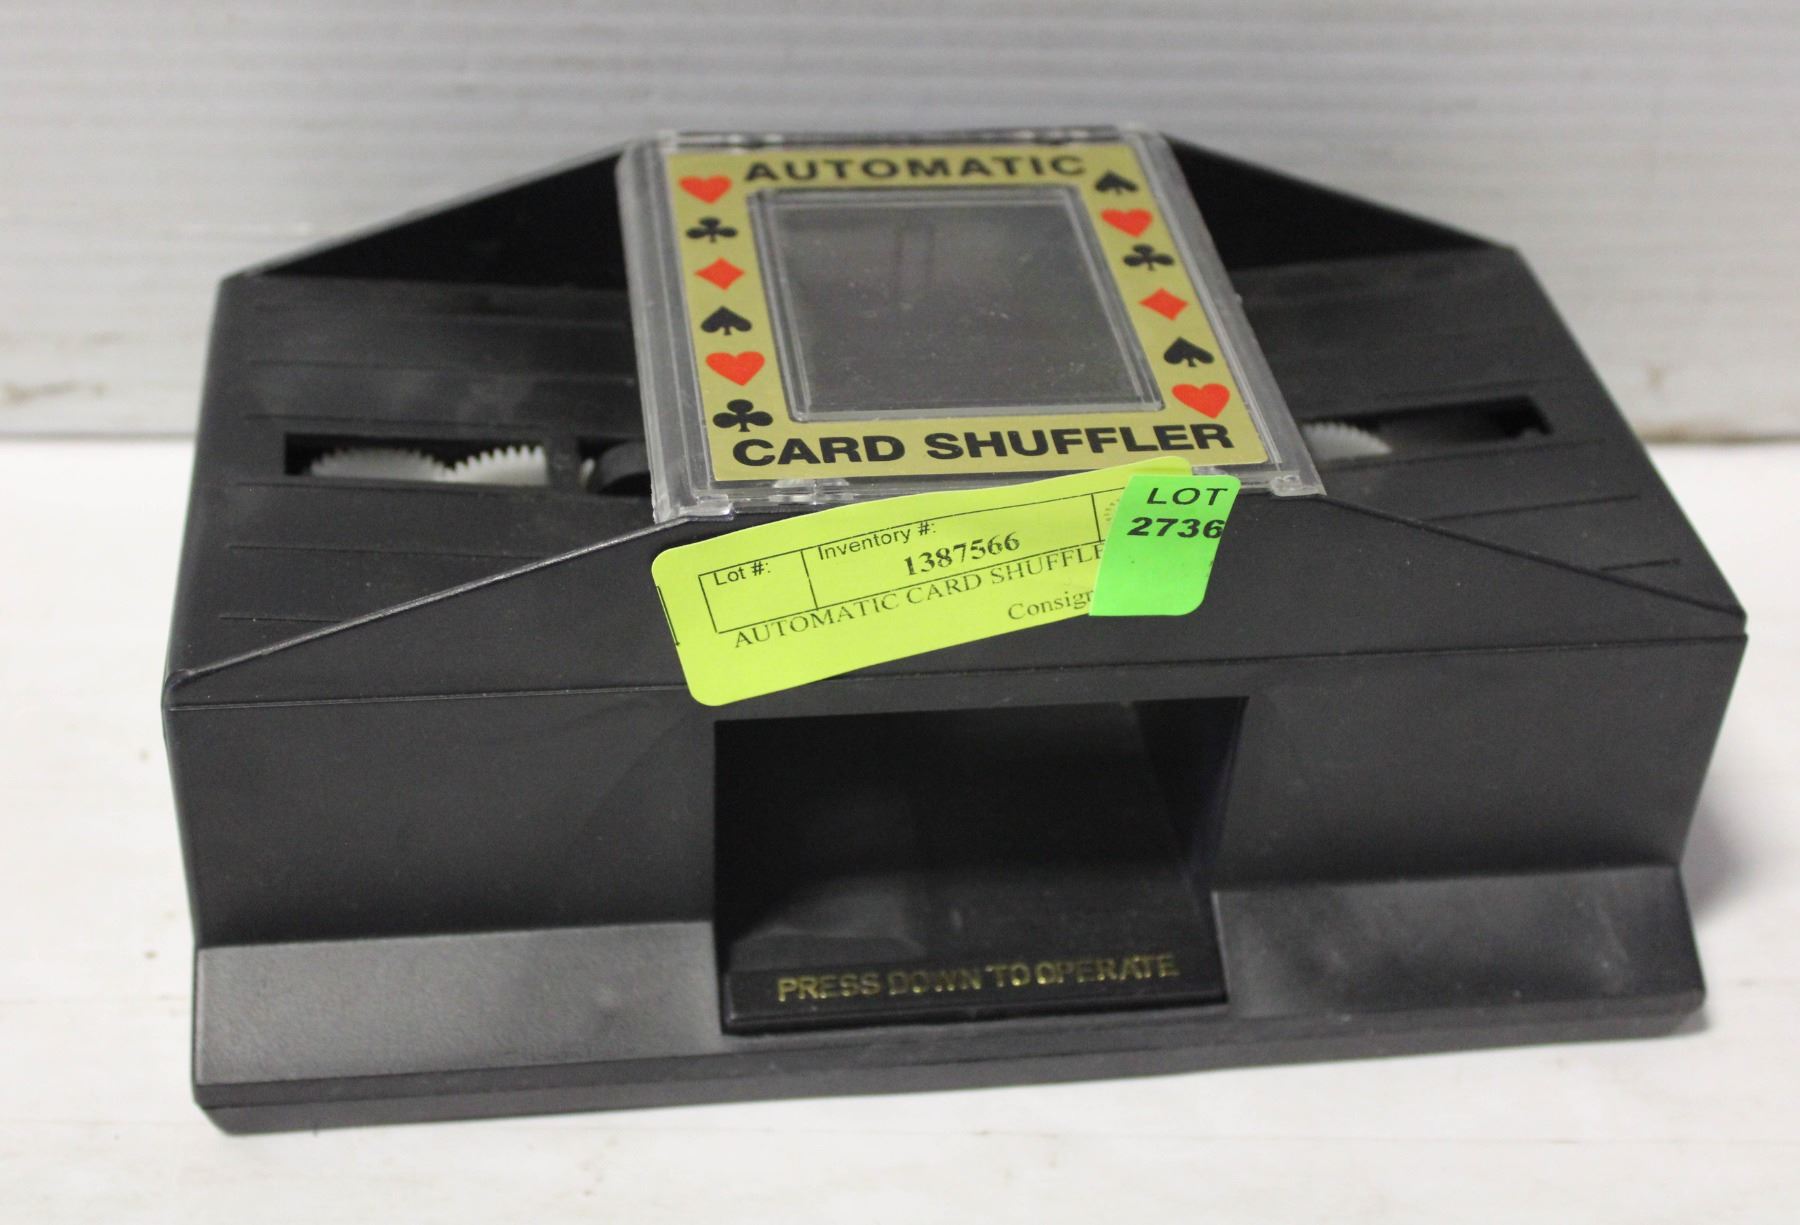 AUTOMATIC
CARD SHUFFLER
LOT
2736
Lot #:
Inventory #:
1387566
AUTOMATIC CARD SHUFFLE
Consign
PRESS DOWN TO OPERATE